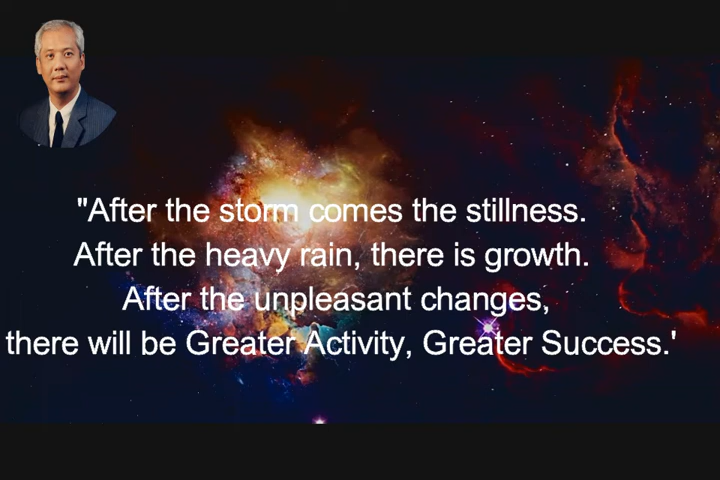 "After the storm comes the stillness.
After the heavy rain, there is growth.
After the unpleasant changes,
there will be Greater Activity, Greater Success.'